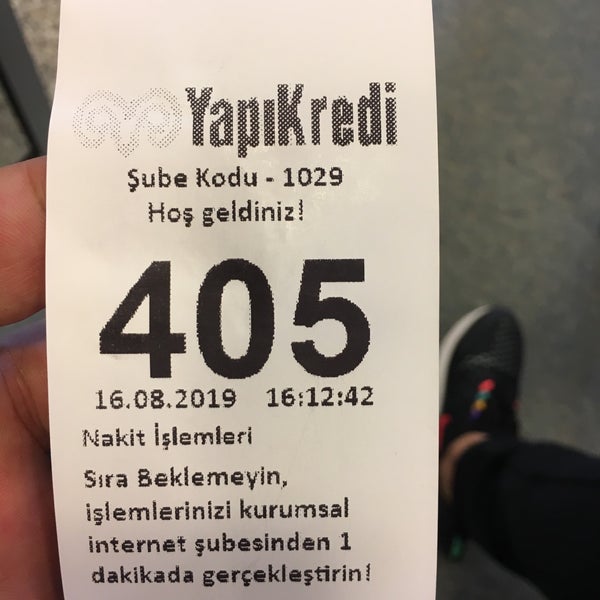 YapıKredi
Şube Kodu - 1029
Hoş geldiniz!
405
16.08.2019 16:12:42
Nakit İşlemleri
Sıra Beklemeyin,
işlemlerinizi kurumsal
internet şubesinden 1
dakikada gerçekleştirin!